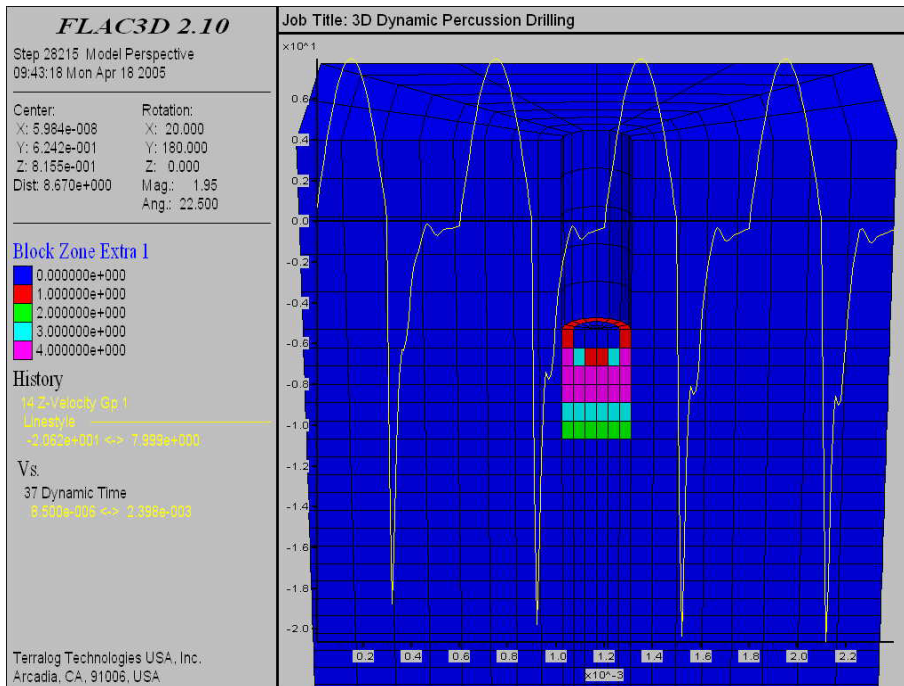 FLAC3D 2.10
Step 28215 Model Perspective
09:43:18 Mon Apr 18 2005
Center:
X: 5.984e-008
Y: 6.242e-001
Z: 8.155e-001
Dist: 8.670e+000
Rotation:
X: 20.000
Y: 180.000
Z: 0.000
Mag.: 1.95
Ang.: 22.500
Block Zone Extra 1
0.000000e+000
1.000000e+000
2.000000e+000
3.000000e+000
4.000000e+000
History
14 Z-Velocity Gp 1
Linestyle
-2.062e+001 <-> 7.999e+000
Vs.
37 Dynamic Time
8.500e-006 <-> 2.398e-003
Terralog Technologies USA, Inc.
Arcadia, CA, 91006, USA
Job Title: 3D Dynamic Percussion Drilling
x10^1
0.6
0.4
0.2
0.0
-0.2
-0.4
-0.6
-0.8
-1.0
-1.2
-1.4
-1.6
-1.8
-2.0
0.2 0.4 0.6 0.8 1.0 1.2 1.4 1.6 1.8 2.0 2.2
x10^-3